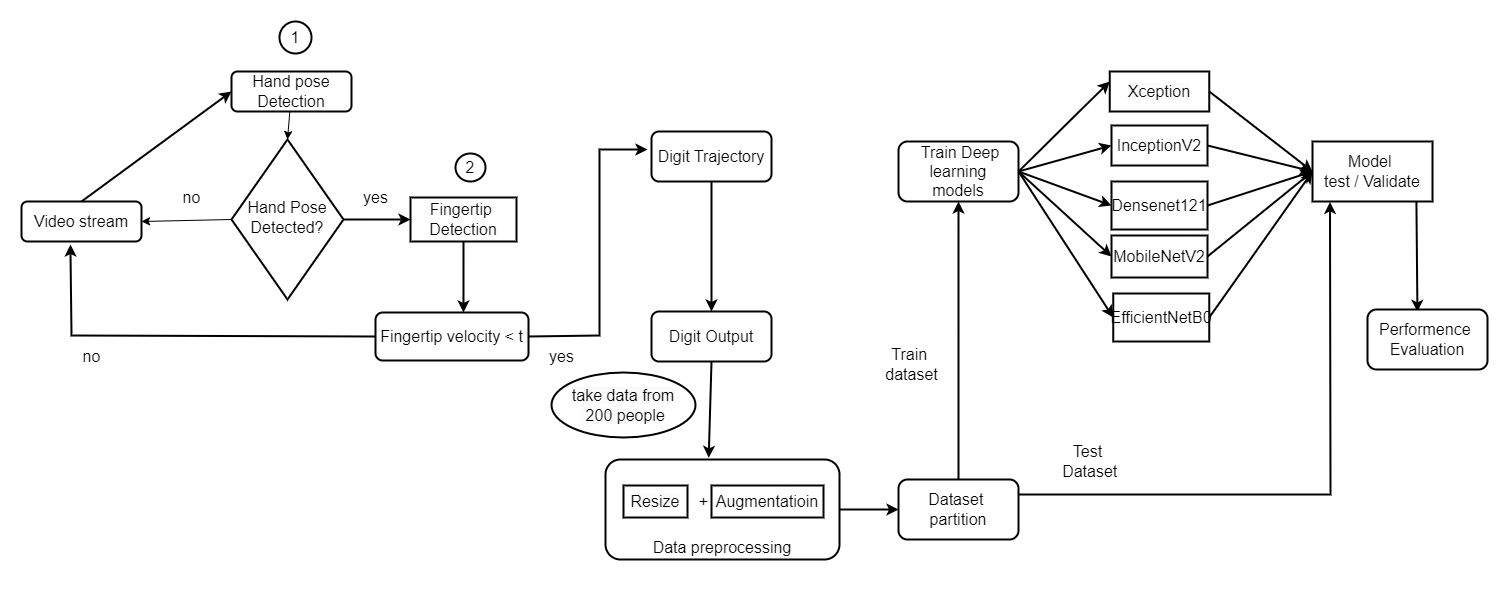 1
Hand pose
Detection
Video stream
no
Hand Pose
Detected?
yes
2
Fingertip
Detection
Fingertip velocity < t
no
yes
Digit Trajectory
Digit Output
take data from
200 people
Resize + Augmentatioin
Data preprocessing
Dataset
partition
Train
dataset
Test
Dataset
Train Deep
learning
models
Xception
InceptionV2
Densenet121
MobileNetV2
EfficientNetB0
Model
test / Validate
Performence
Evaluation